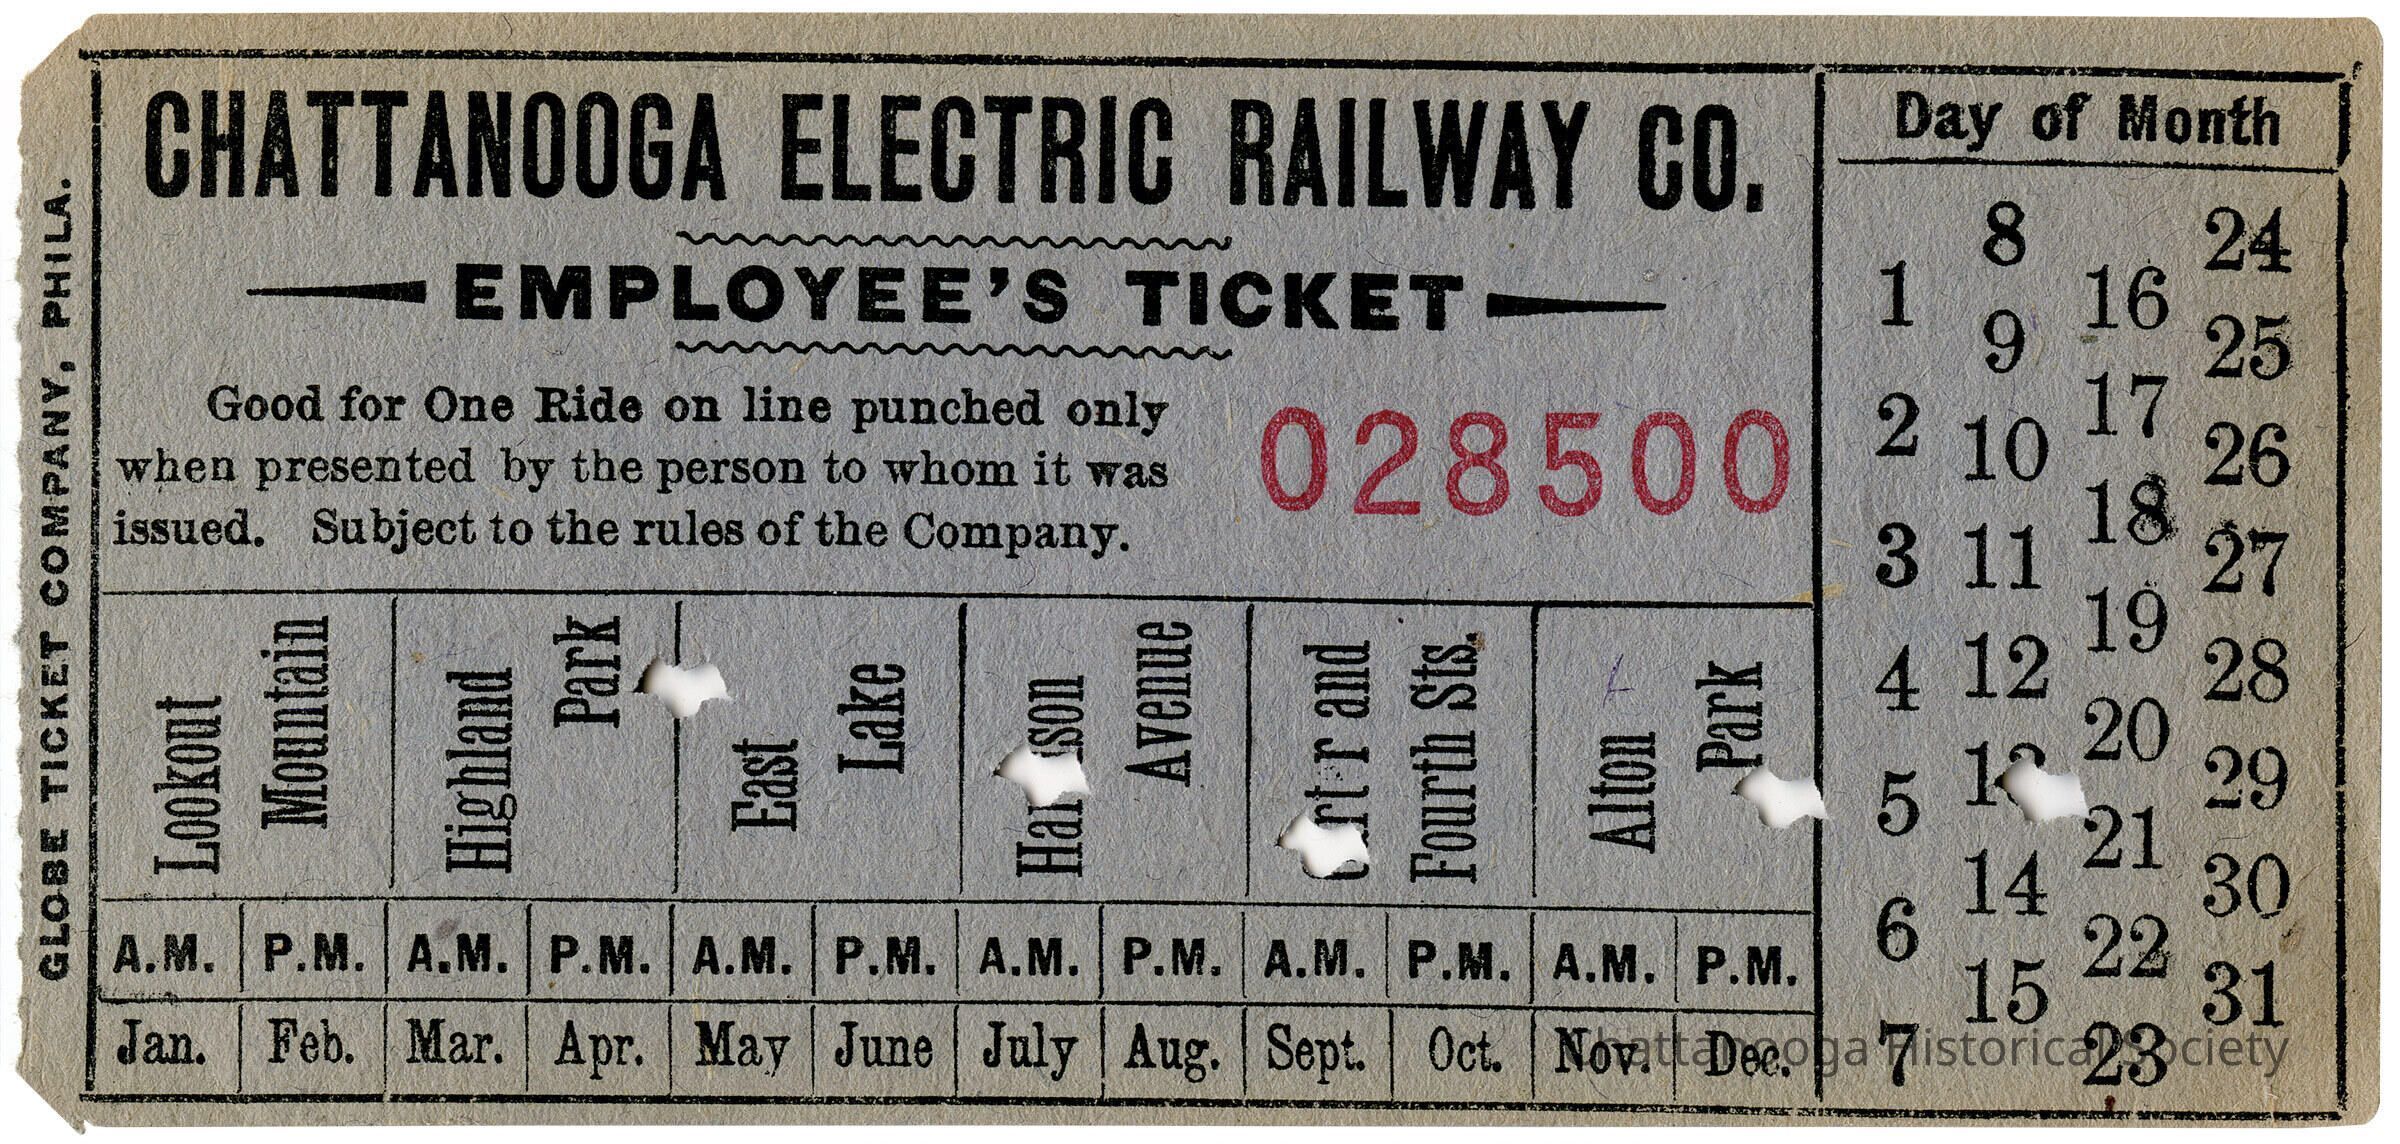 CHATTANOOGA ELECTRIC RAILWAY CO.
EMPLOYEE'S TICKET
Good for One Ride on line punched only
when presented by the person to whom it was
issued. Subject to the rules of the Company.
028500
GLOBE TICKET COMPANY, PHILA.
Lookout
Mountain
Highland
Park
East
Lake
Avenue
and
Fourth Sts.
Alton
Park
A.M. P.M. A.M. P.M. A.M. P.M. A.M. P.M. A.M. P.M. A.M. P.M.
Jan. Feb. Mar. Apr. May June July Aug. Sept. Oct. Nov. Dec.
Day of Month
1
2
3
4
5
6
7
8
9
10
11
12
13
14
15
16
17
18
19
20
21
22
23
24
25
26
27
28
29
30
31
Chattanooga Historical Society